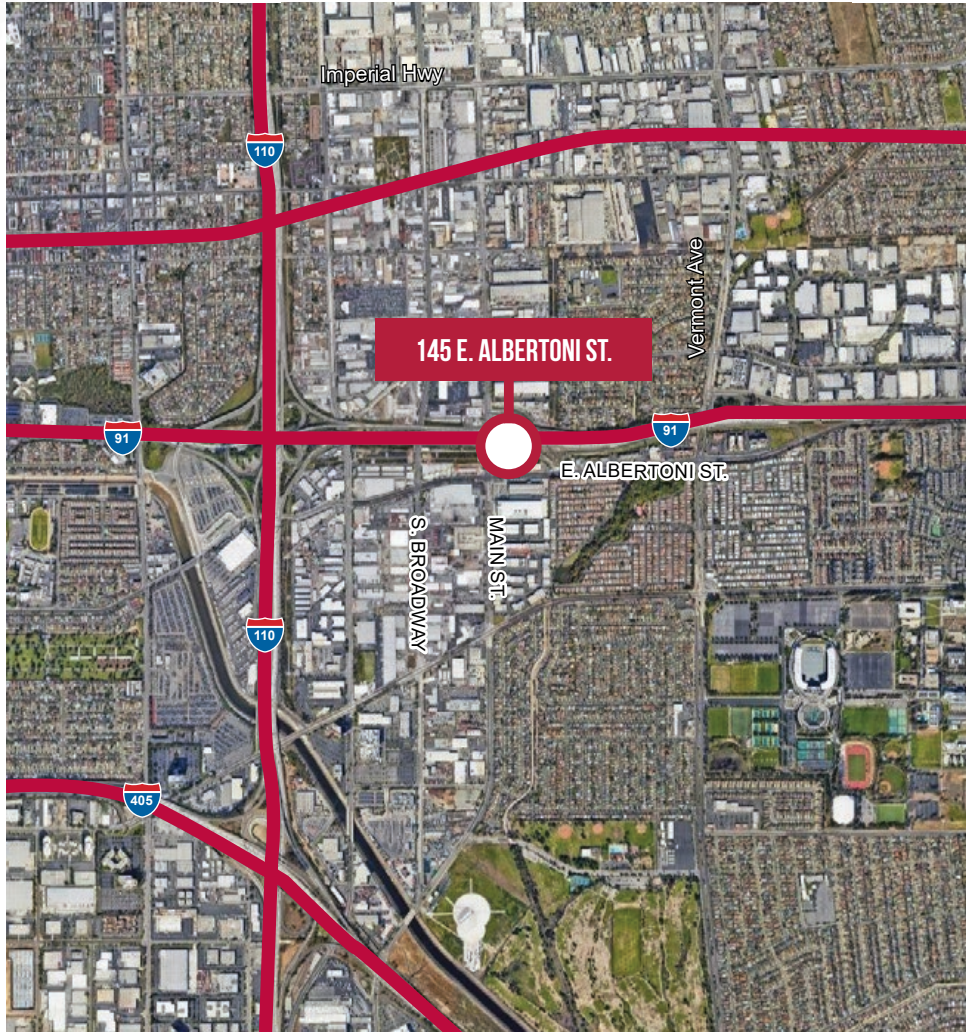 Imperial Hwy
110
Vermont Ave
145 E. ALBERTONI ST.
91
91
E. ALBERTONI ST.
S. BROADWAY
MAIN ST.
110
405